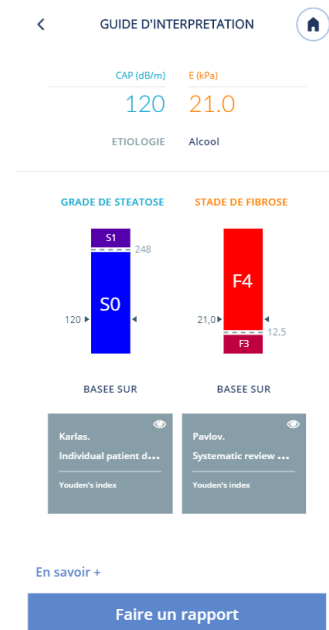 GUIDE D'INTERPRETATION
CAP (dB/m) E (kPa)
120 21.0
ETIOLOGIE Alcool
GRADE DE STEATOSE STADE DE FIBROSE
S1
248
S0
120
F4
21,0
12.5
F3
BASEE SUR BASEE SUR
Karlas.
Individual patient d...
Youden's index
Pavlov.
Systematic review ...
Youden's index
En savoir +
Faire un rapport